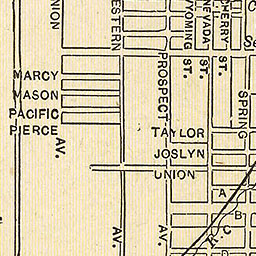 UNION
WESTERN
WYOMING
NEVADA
CHERRY
ST.
ST.
ST.
MARCY
MASON
PACIFIC
PIERCE
AV.
PROSPECT
TAYLOR
JOSLYN
UNION
SPRING
A
B
R.C
AV.
AV.